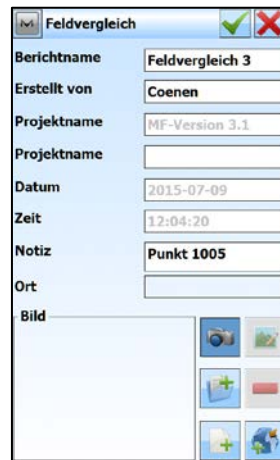 Feldvergleich
Berichtname Feldvergleich 3
Erstellt von Coenen
Projektname MF-Version 3.1
Projektname
Datum 2015-07-09
Zeit 12:04:20
Notiz Punkt 1005
Ort
Bild